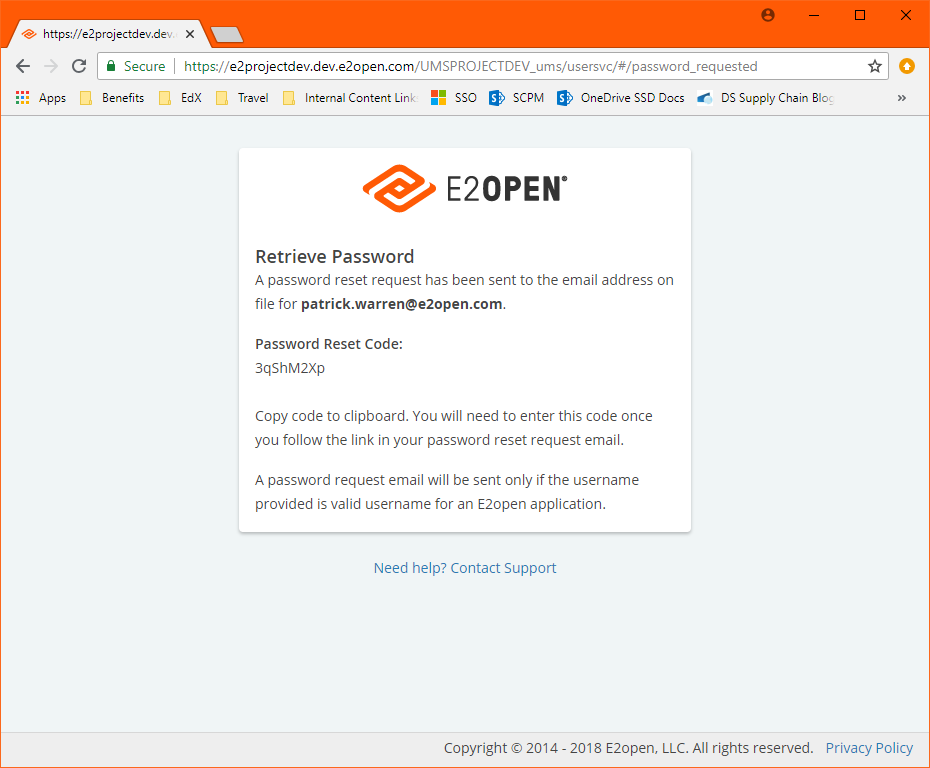 https://e2projectdev.dev.
Secure https://e2projectdev.dev.e2open.com/UMSPROJECTDEV_ums/usersvc/#/password_requested
Apps Benefits EdX Travel Internal Content Link SSO SCPM OneDrive SSD Docs DS Supply Chain Blog »
E2OPEN®
Retrieve Password
A password reset request has been sent to the email address on
file for patrick.warren@e2open.com.
Password Reset Code:
3qShM2Xp
Copy code to clipboard. You will need to enter this code once
you follow the link in your password reset request email.
A password request email will be sent only if the username
provided is valid username for an E2open application.
Need help? Contact Support
Copyright © 2014 - 2018 E2open, LLC. All rights reserved. Privacy Policy